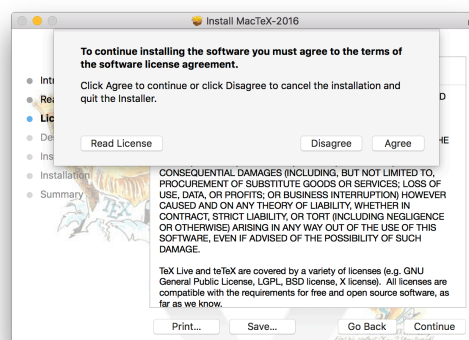 Install MacTeX-2016
To continue installing the software you must agree to the terms of
the software license agreement.
Click Agree to continue or click Disagree to cancel the installation and
quit the Installer.
Read License Disagree Agree
Lic
Installation
Summary
CONSEQUENTIAL DAMAGES (INCLUDING, BUT NOT LIMITED TO,
PROCUREMENT OF SUBSTITUTE GOODS OR SERVICES; LOSS OF
USE, DATA, OR PROFITS; OR BUSINESS INTERRUPTION) HOWEVER
CAUSED AND ON ANY THEORY OF LIABILITY, WHETHER IN
CONTRACT, STRICT LIABILITY, OR TORT (INCLUDING NEGLIGENCE
OR OTHERWISE) ARISING IN ANY WAY OUT OF THE USE OF THIS
SOFTWARE, EVEN IF ADVISED OF THE POSSIBILITY OF SUCH
DAMAGE.
TeX Live and teTeX are covered by a variety of licenses (e.g. GNU
General Public License, LGPL, BSD license, X license). All licenses are
compatible with the requirements for free and open source software, as
far as we know.
Print... Save... Go Back Continue